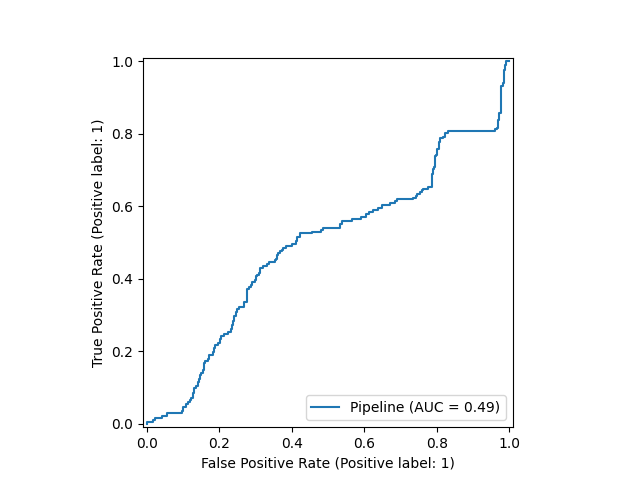 1.0
0.8
0.6
0.4
0.2
0.0
True Positive Rate (Positive label: 1)
Pipeline (AUC = 0.49)
0.0 0.2 0.4 0.6 0.8 1.0
False Positive Rate (Positive label: 1)